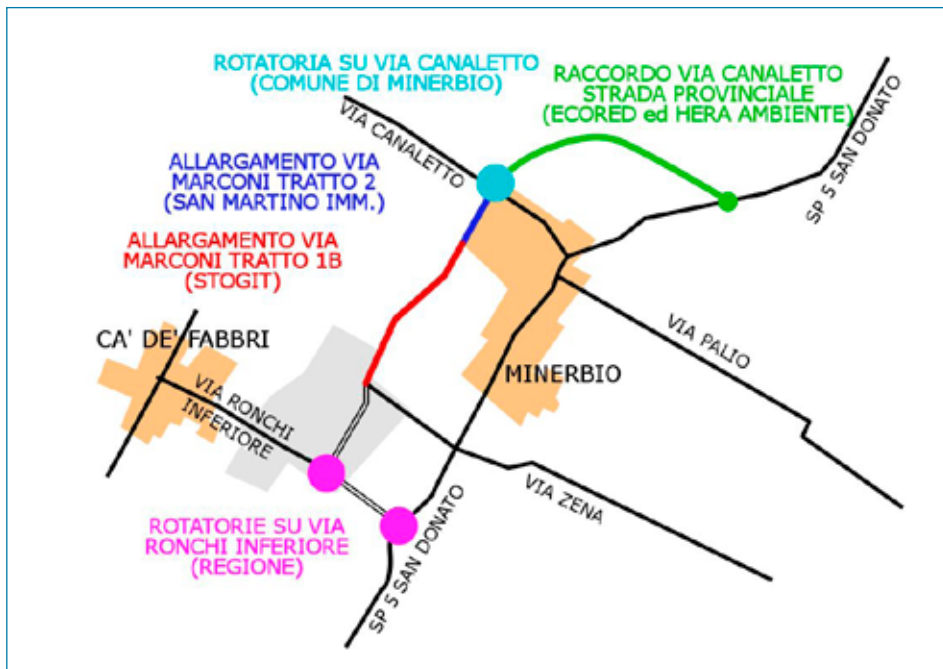 ROTATORIA SU VIA CANALETTO
(COMUNE DI MINERBIO)
RACCORDO VIA CANALETTO
STRADA PROVINCIALE
(ECORED ed HERA AMBIENTE)
VIA CANALETTO
SP 5 SAN DONATO
ALLARGAMENTO VIA
MARCONI TRATTO 2
(SAN MARTINO IMM.)
ALLARGAMENTO VIA
MARCONI TRATTO 1B
(STOGIT)
CA' DE' FABBRI
VIA PALIO
MINERBIO
VIA RONCHI
INFERIORE
VIA ZENA
ROTATORIE SU VIA
RONCHI INFERIORE
(REGIONE)
SP 5 SAN DONATO